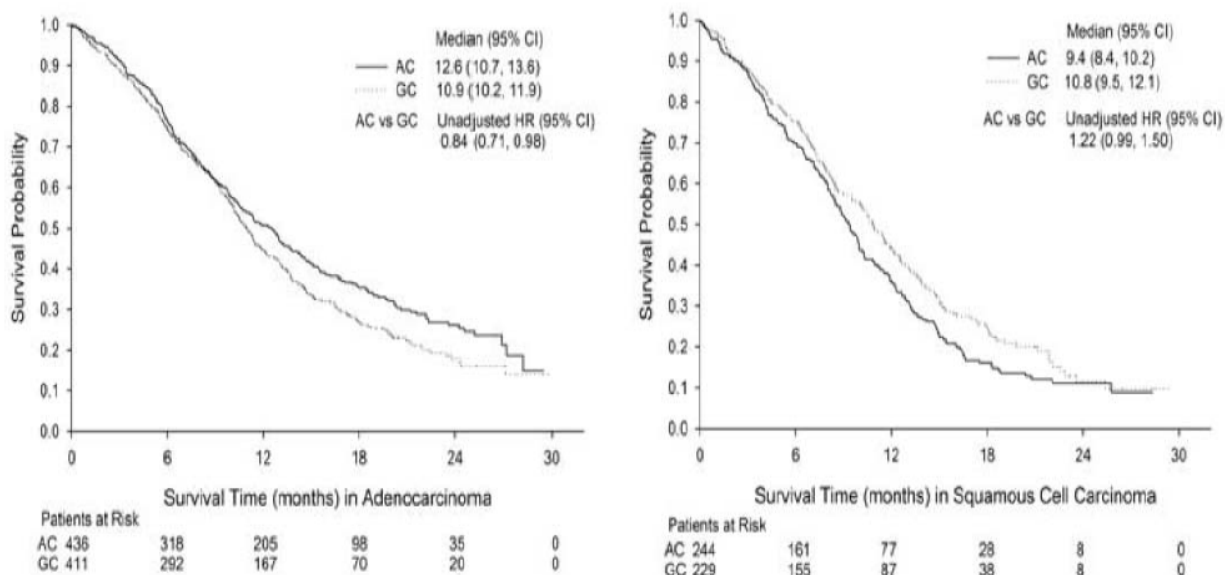 Median (95% CI)
AC 12.6 (10.7, 13.6)
GC 10.9 (10.2, 11.9)
AC vs GC Unadjusted HR (95% CI)
0.84 (0.71, 0.98)
1.0
0.9
0.8
0.7
0.6
0.5
0.4
0.3
0.2
0.1
0.0
Survival Probability
0 6 12 18 24 30
Survival Time (months) in Adenocarcinoma
Patients at Risk
AC 436 318 205 98 35 0
GC 411 292 167 70 20 0
Median (95% CI)
AC 9.4 (8.4, 10.2)
GC 10.8 (9.5, 12.1)
AC vs GC Unadjusted HR (95% CI)
1.22 (0.99, 1.50)
1.0
0.9
0.8
0.7
0.6
0.5
0.4
0.3
0.2
0.1
0.0
Survival Probability
0 6 12 18 24 30
Survival Time (months) in Squamous Cell Carcinoma
Patients at Risk
AC 244 161 77 28 8 0
GC 229 155 87 38 8 0